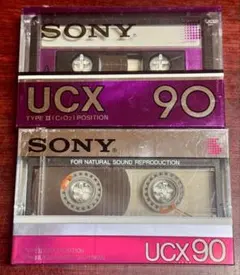 SONY
UCX 90
TYPE II (CrO₂) POSITION
SONY
FOR NATURAL SOUND REPRODUCTION
UCX90